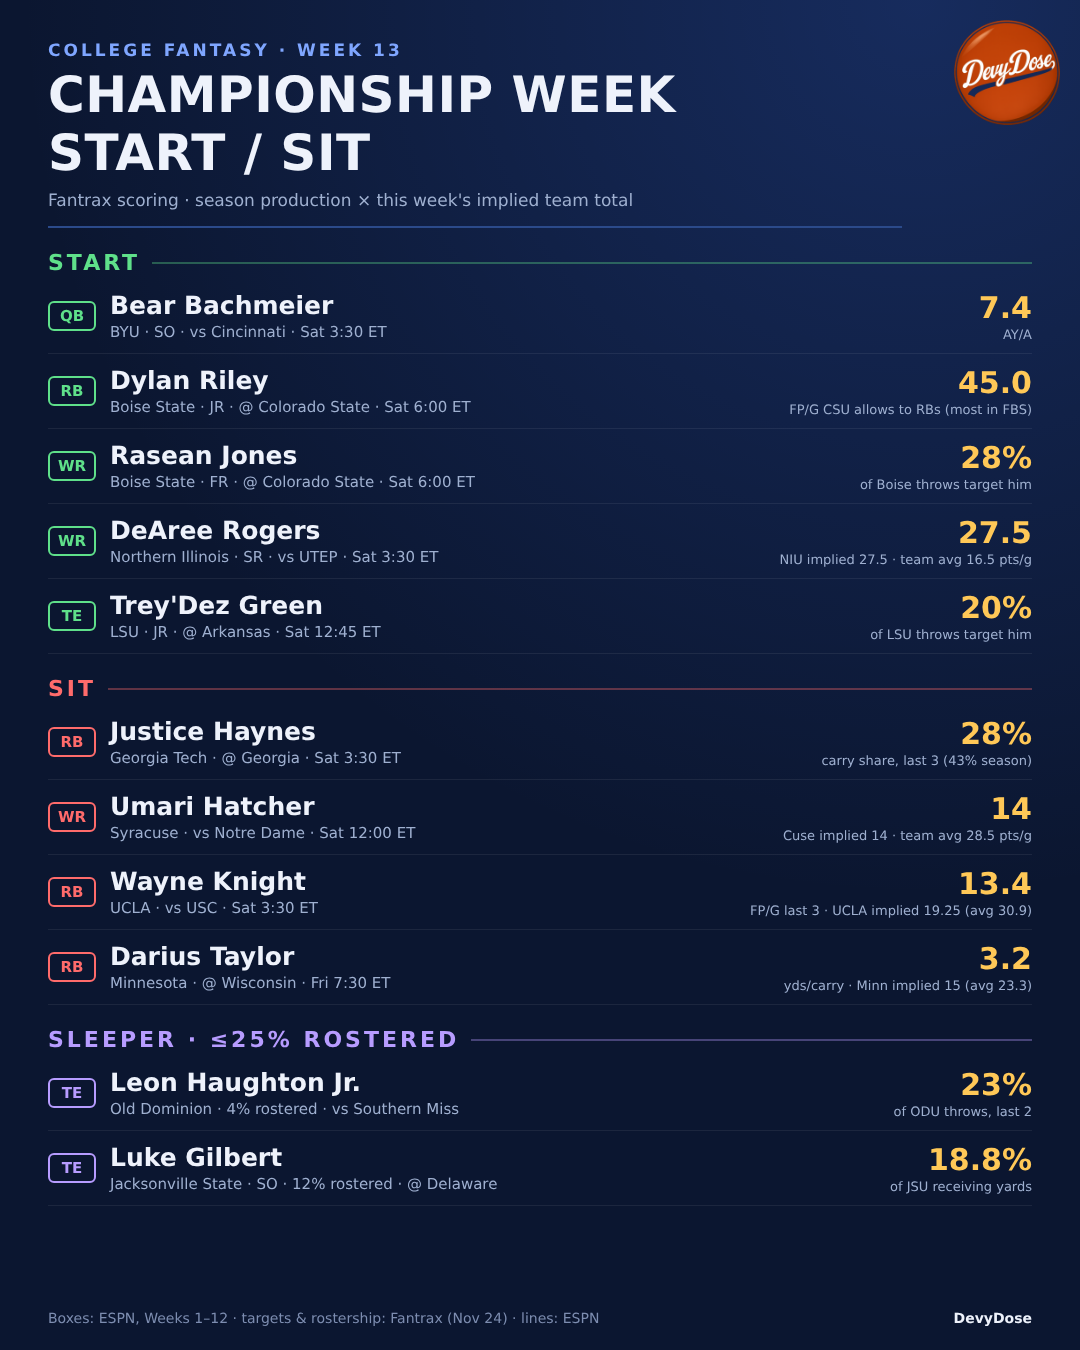 COLLEGE FANTASY · WEEK 13
DevyDose
CHAMPIONSHIP WEEK
START / SIT
Fantrax scoring · season production × this week's implied team total
START
QB
Bear Bachmeier
BYU · SO · vs Cincinnati · Sat 3:30 ET
7.4
AY/A
RB
Dylan Riley
Boise State · JR · @ Colorado State · Sat 6:00 ET
45.0
FP/G CSU allows to RBs (most in FBS)
WR
Rasean Jones
Boise State · FR · @ Colorado State · Sat 6:00 ET
28%
of Boise throws target him
WR
DeAree Rogers
Northern Illinois · SR · vs UTEP · Sat 3:30 ET
27.5
NIU implied 27.5 · team avg 16.5 pts/g
TE
Trey'Dez Green
LSU · JR · @ Arkansas · Sat 12:45 ET
20%
of LSU throws target him
SIT
RB
Justice Haynes
Georgia Tech · @ Georgia · Sat 3:30 ET
28%
carry share, last 3 (43% season)
WR
Umari Hatcher
Syracuse · vs Notre Dame · Sat 12:00 ET
14
Cuse implied 14 · team avg 28.5 pts/g
RB
Wayne Knight
UCLA · vs USC · Sat 3:30 ET
13.4
FP/G last 3 · UCLA implied 19.25 (avg 30.9)
RB
Darius Taylor
Minnesota · @ Wisconsin · Fri 7:30 ET
3.2
yds/carry · Minn implied 15 (avg 23.3)
SLEEPER · ≤25% ROSTERED
TE
Leon Haughton Jr.
Old Dominion · 4% rostered · vs Southern Miss
23%
of ODU throws, last 2
TE
Luke Gilbert
Jacksonville State · SO · 12% rostered · @ Delaware
18.8%
of JSU receiving yards
Boxes: ESPN, Weeks 1–12 · targets & rostership: Fantrax (Nov 24) · lines: ESPN
DevyDose